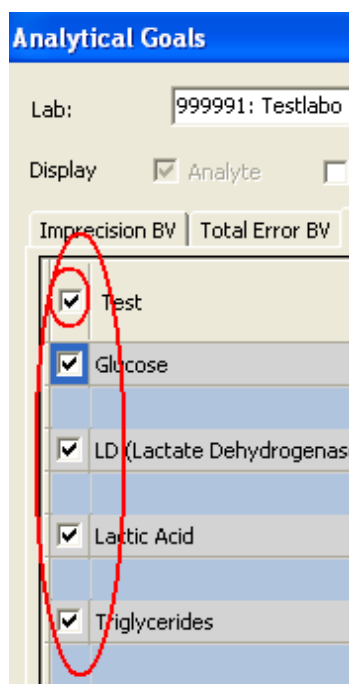 Analytical Goals
Lab: 999991: Testlabo
Display Analyte
Imprecision BV Total Error BV
Test
Glucose
LD (Lactate Dehydrogenas
Lactic Acid
Triglycerides